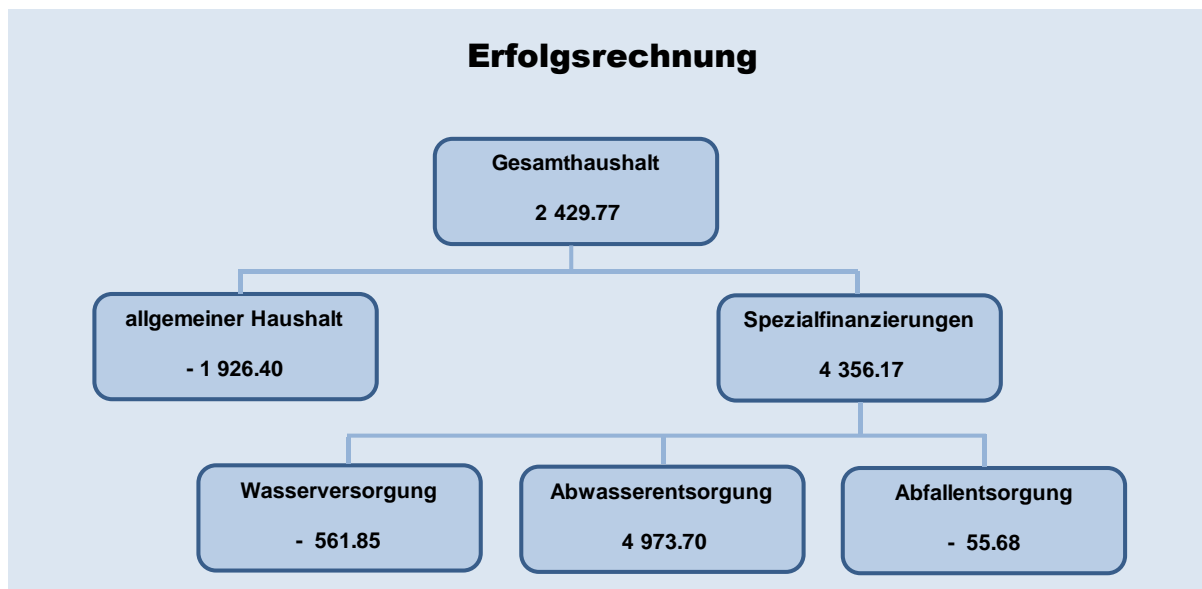 Erfolgsrechnung
Gesamthaushalt
2 429.77
allgemeiner Haushalt
- 1 926.40
Spezialfinanzierungen
4 356.17
Wasserversorgung
- 561.85
Abwasserentsorgung
4 973.70
Abfallentsorgung
- 55.68